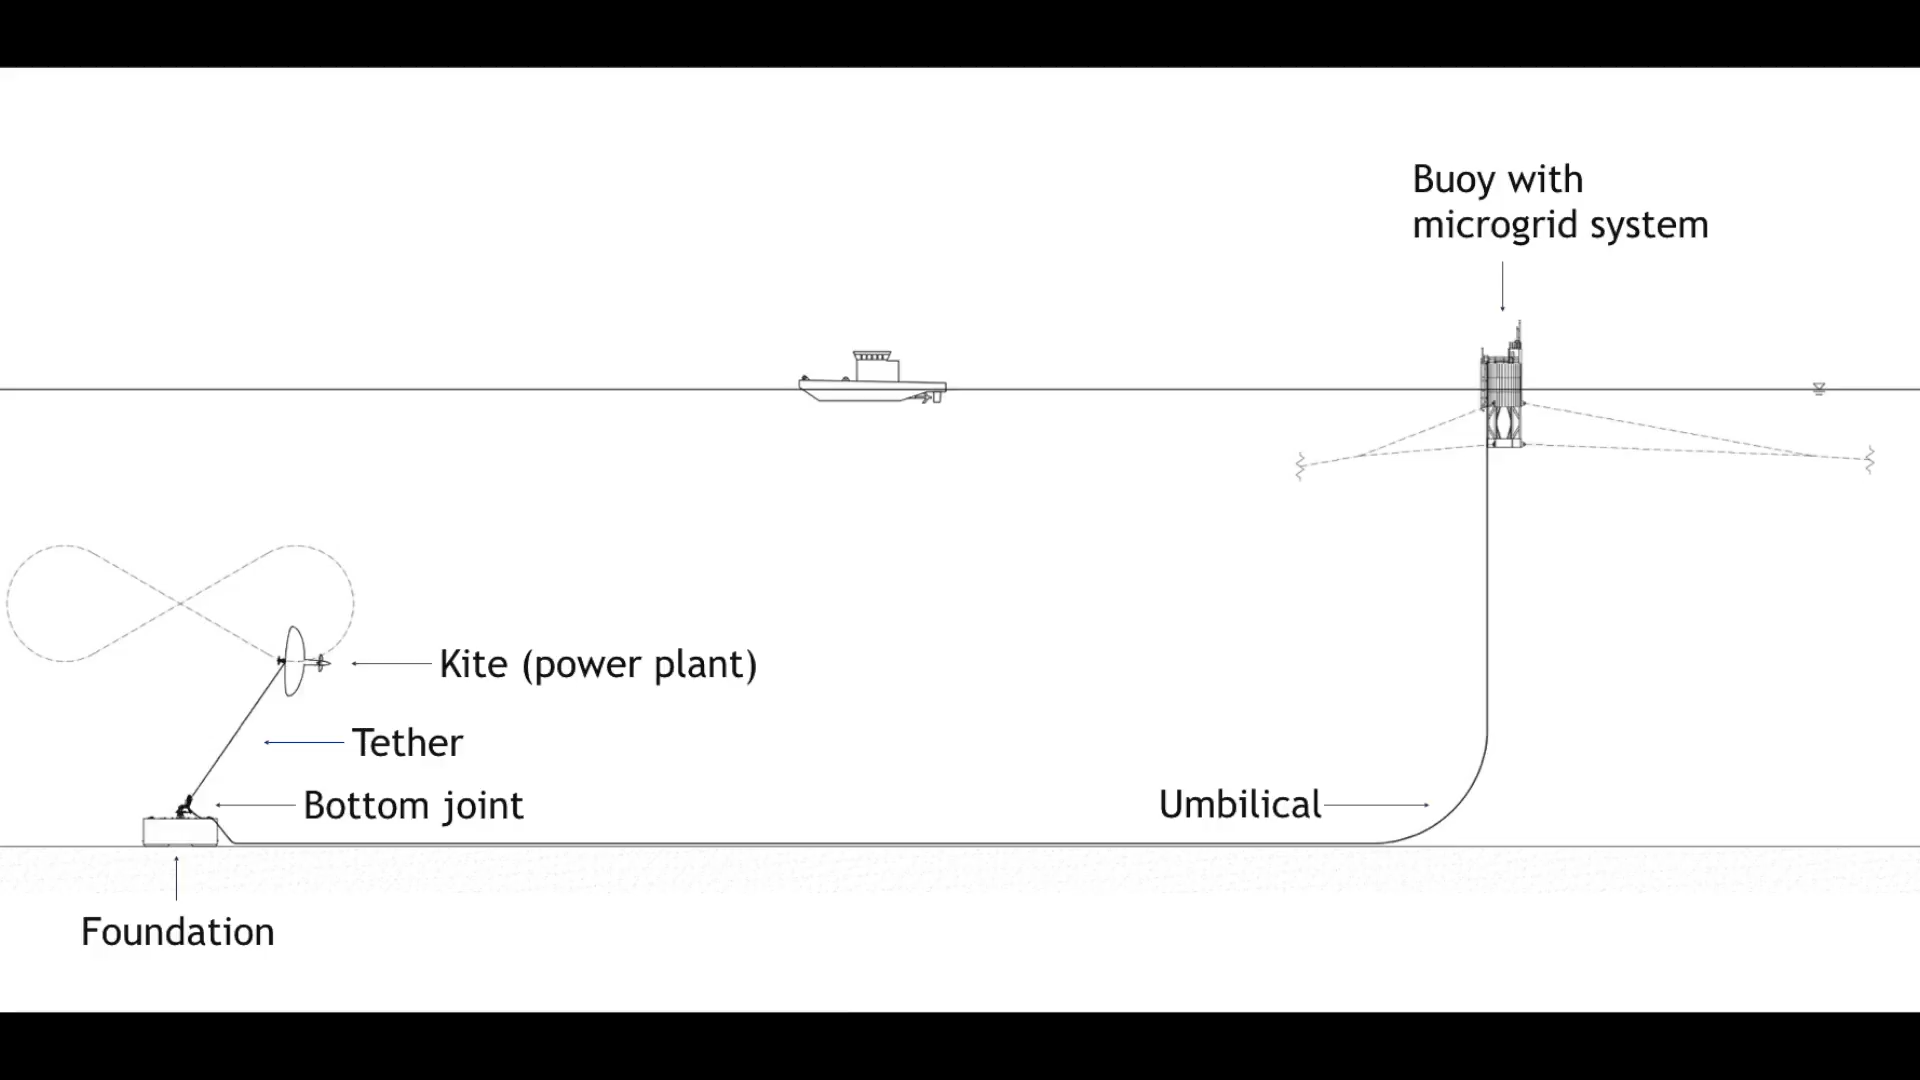 Buoy with
microgrid system
Kite (power plant)
Tether
Bottom joint
Umbilical
Foundation